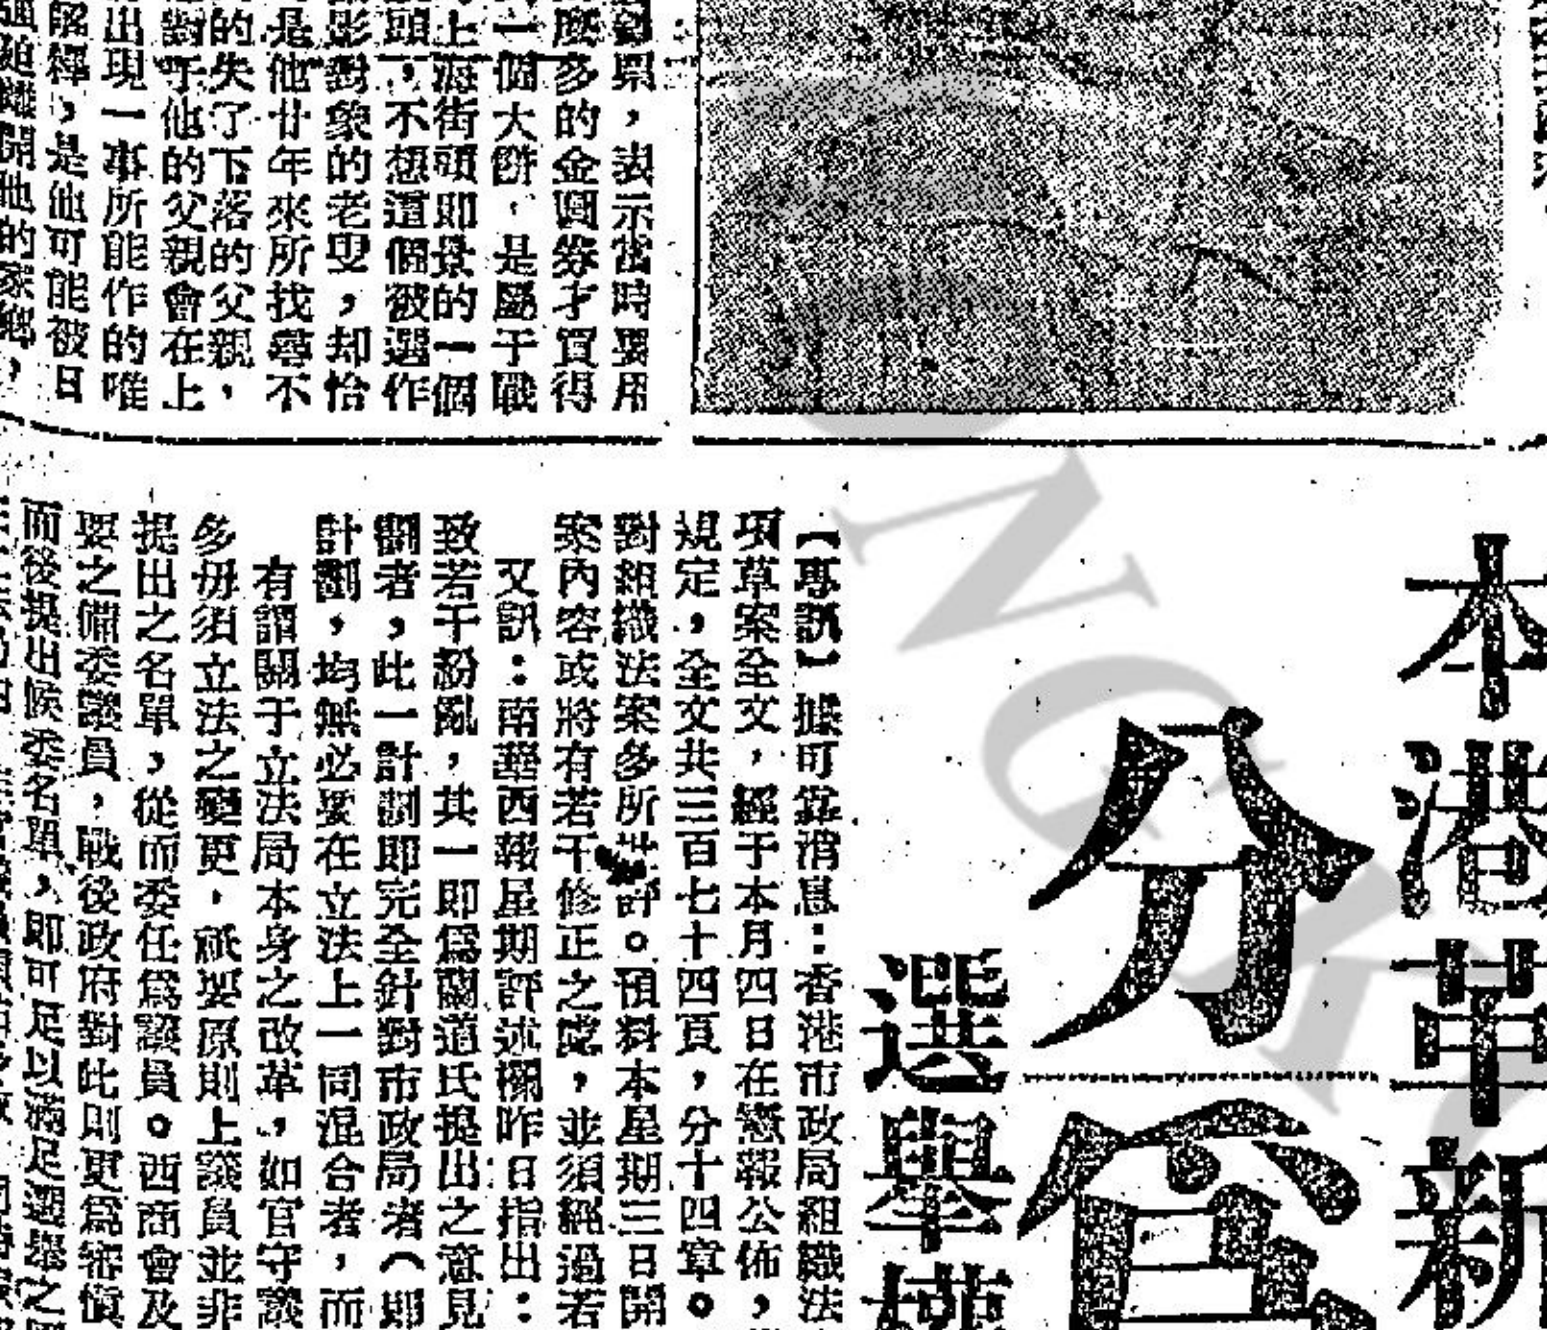 鈔票，表示當時要用
麼多的金圓券才買得
一個大餅，是屬于戰
上海街頭即景的一個
頭，不想這個被選作
影對象的老叟，却恰
是他廿年來所找尋不
的失了下落的父親，
對于他的父親會在上
出現一事所能作的唯
解釋，是他可能被日
開他的家鄉，
本港革新
分
官
選舉權
【專訊】據可靠消息：香港市政局組織法
項草案全文，經于本月四日在憲報公佈，
規定，全文共三百七十四頁，分十四章。
對組織法案多所批評。預料本星期三日開
案內容或將有若干修正之處，並須經過若
又訊：南華西報星期評述欄昨日指出：
致若干紛亂，其一即為蘭道氏提出之意見
劃者，此一計劃即完全針對市政局者（即
計劃，均無必要在立法上一同混合者，而
有謂關于立法局本身之改革，如官守議
多毋須立法之變更，祇要原則上議員並非
提出之名單，從而委任為議員。西商會及
要之備委議員，戰後政府對此則更為審慎
而後提出候委名單，即可足以滿足選舉之
NG K